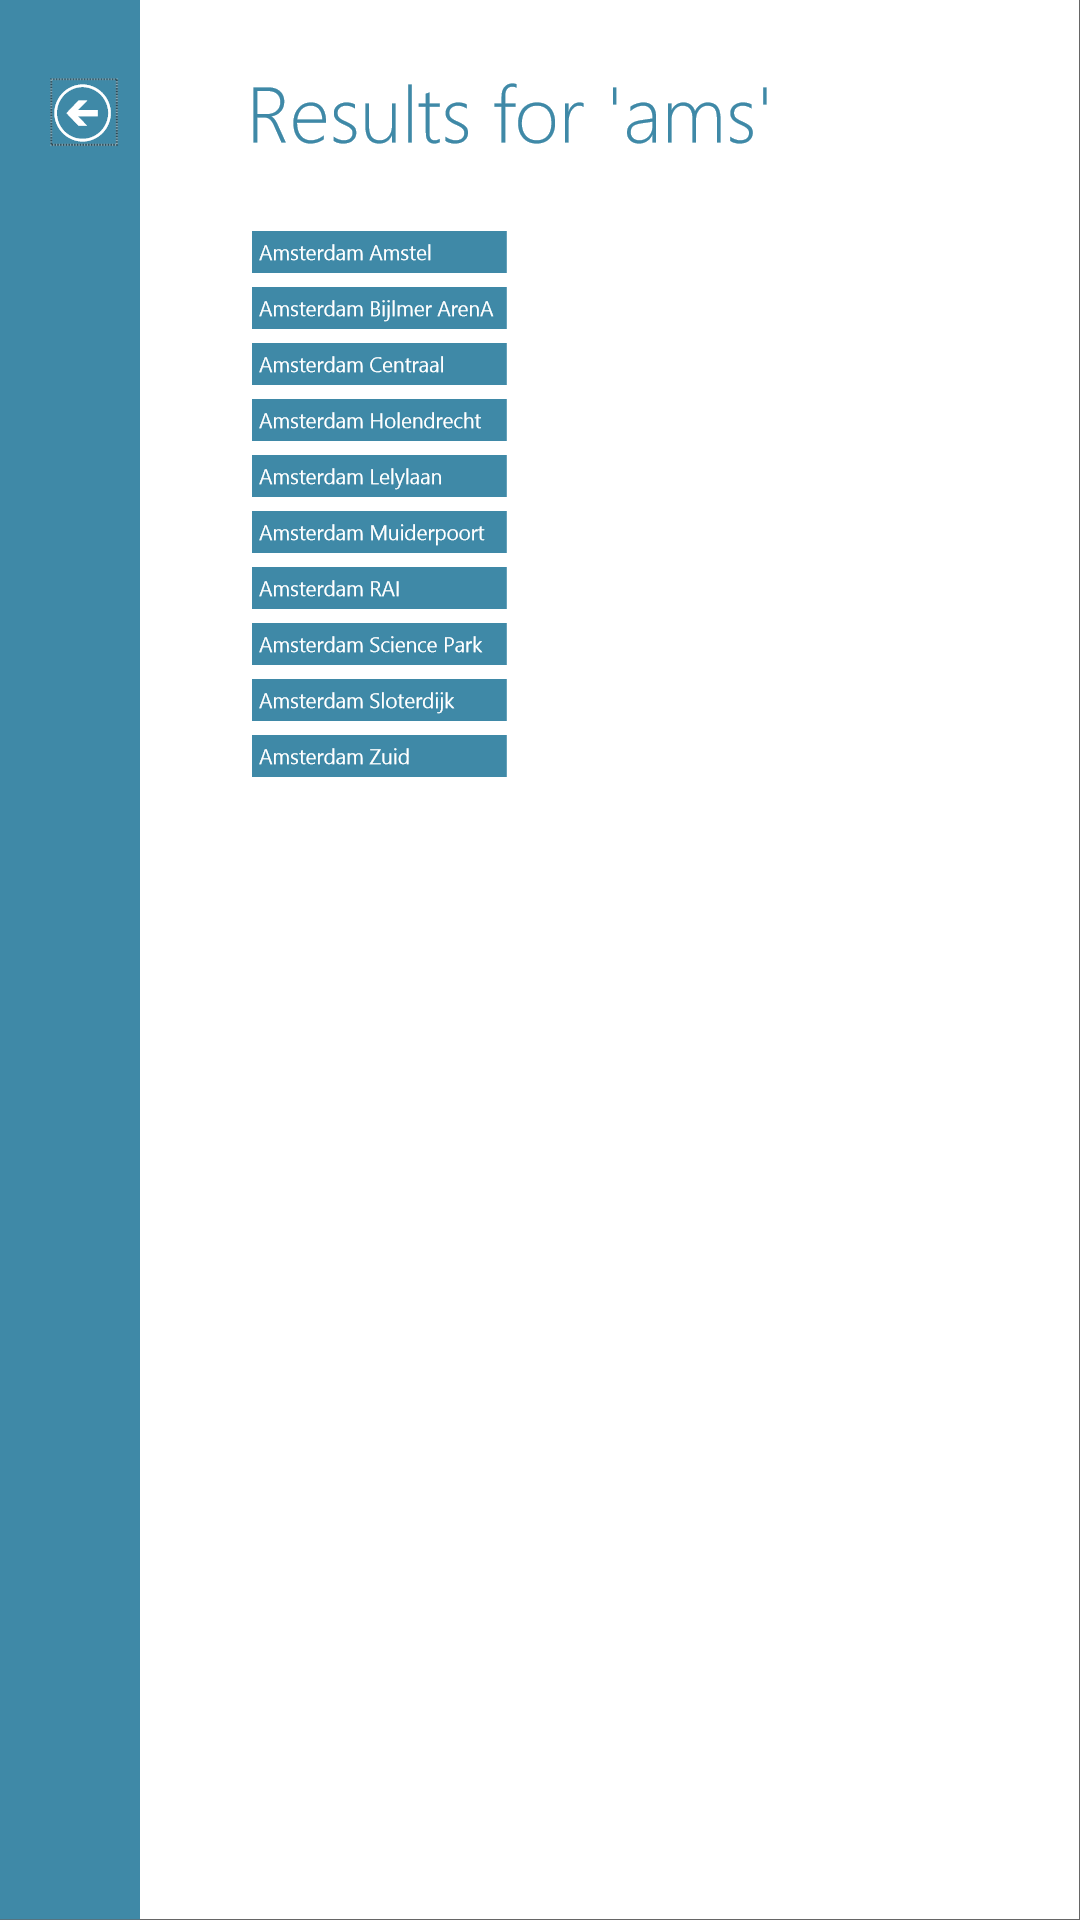 Results for 'ams'
Amsterdam Amstel
Amsterdam Bijlmer ArenA
Amsterdam Centraal
Amsterdam Holendrecht
Amsterdam Lelylaan
Amsterdam Muiderpoort
Amsterdam RAI
Amsterdam Science Park
Amsterdam Sloterdijk
Amsterdam Zuid